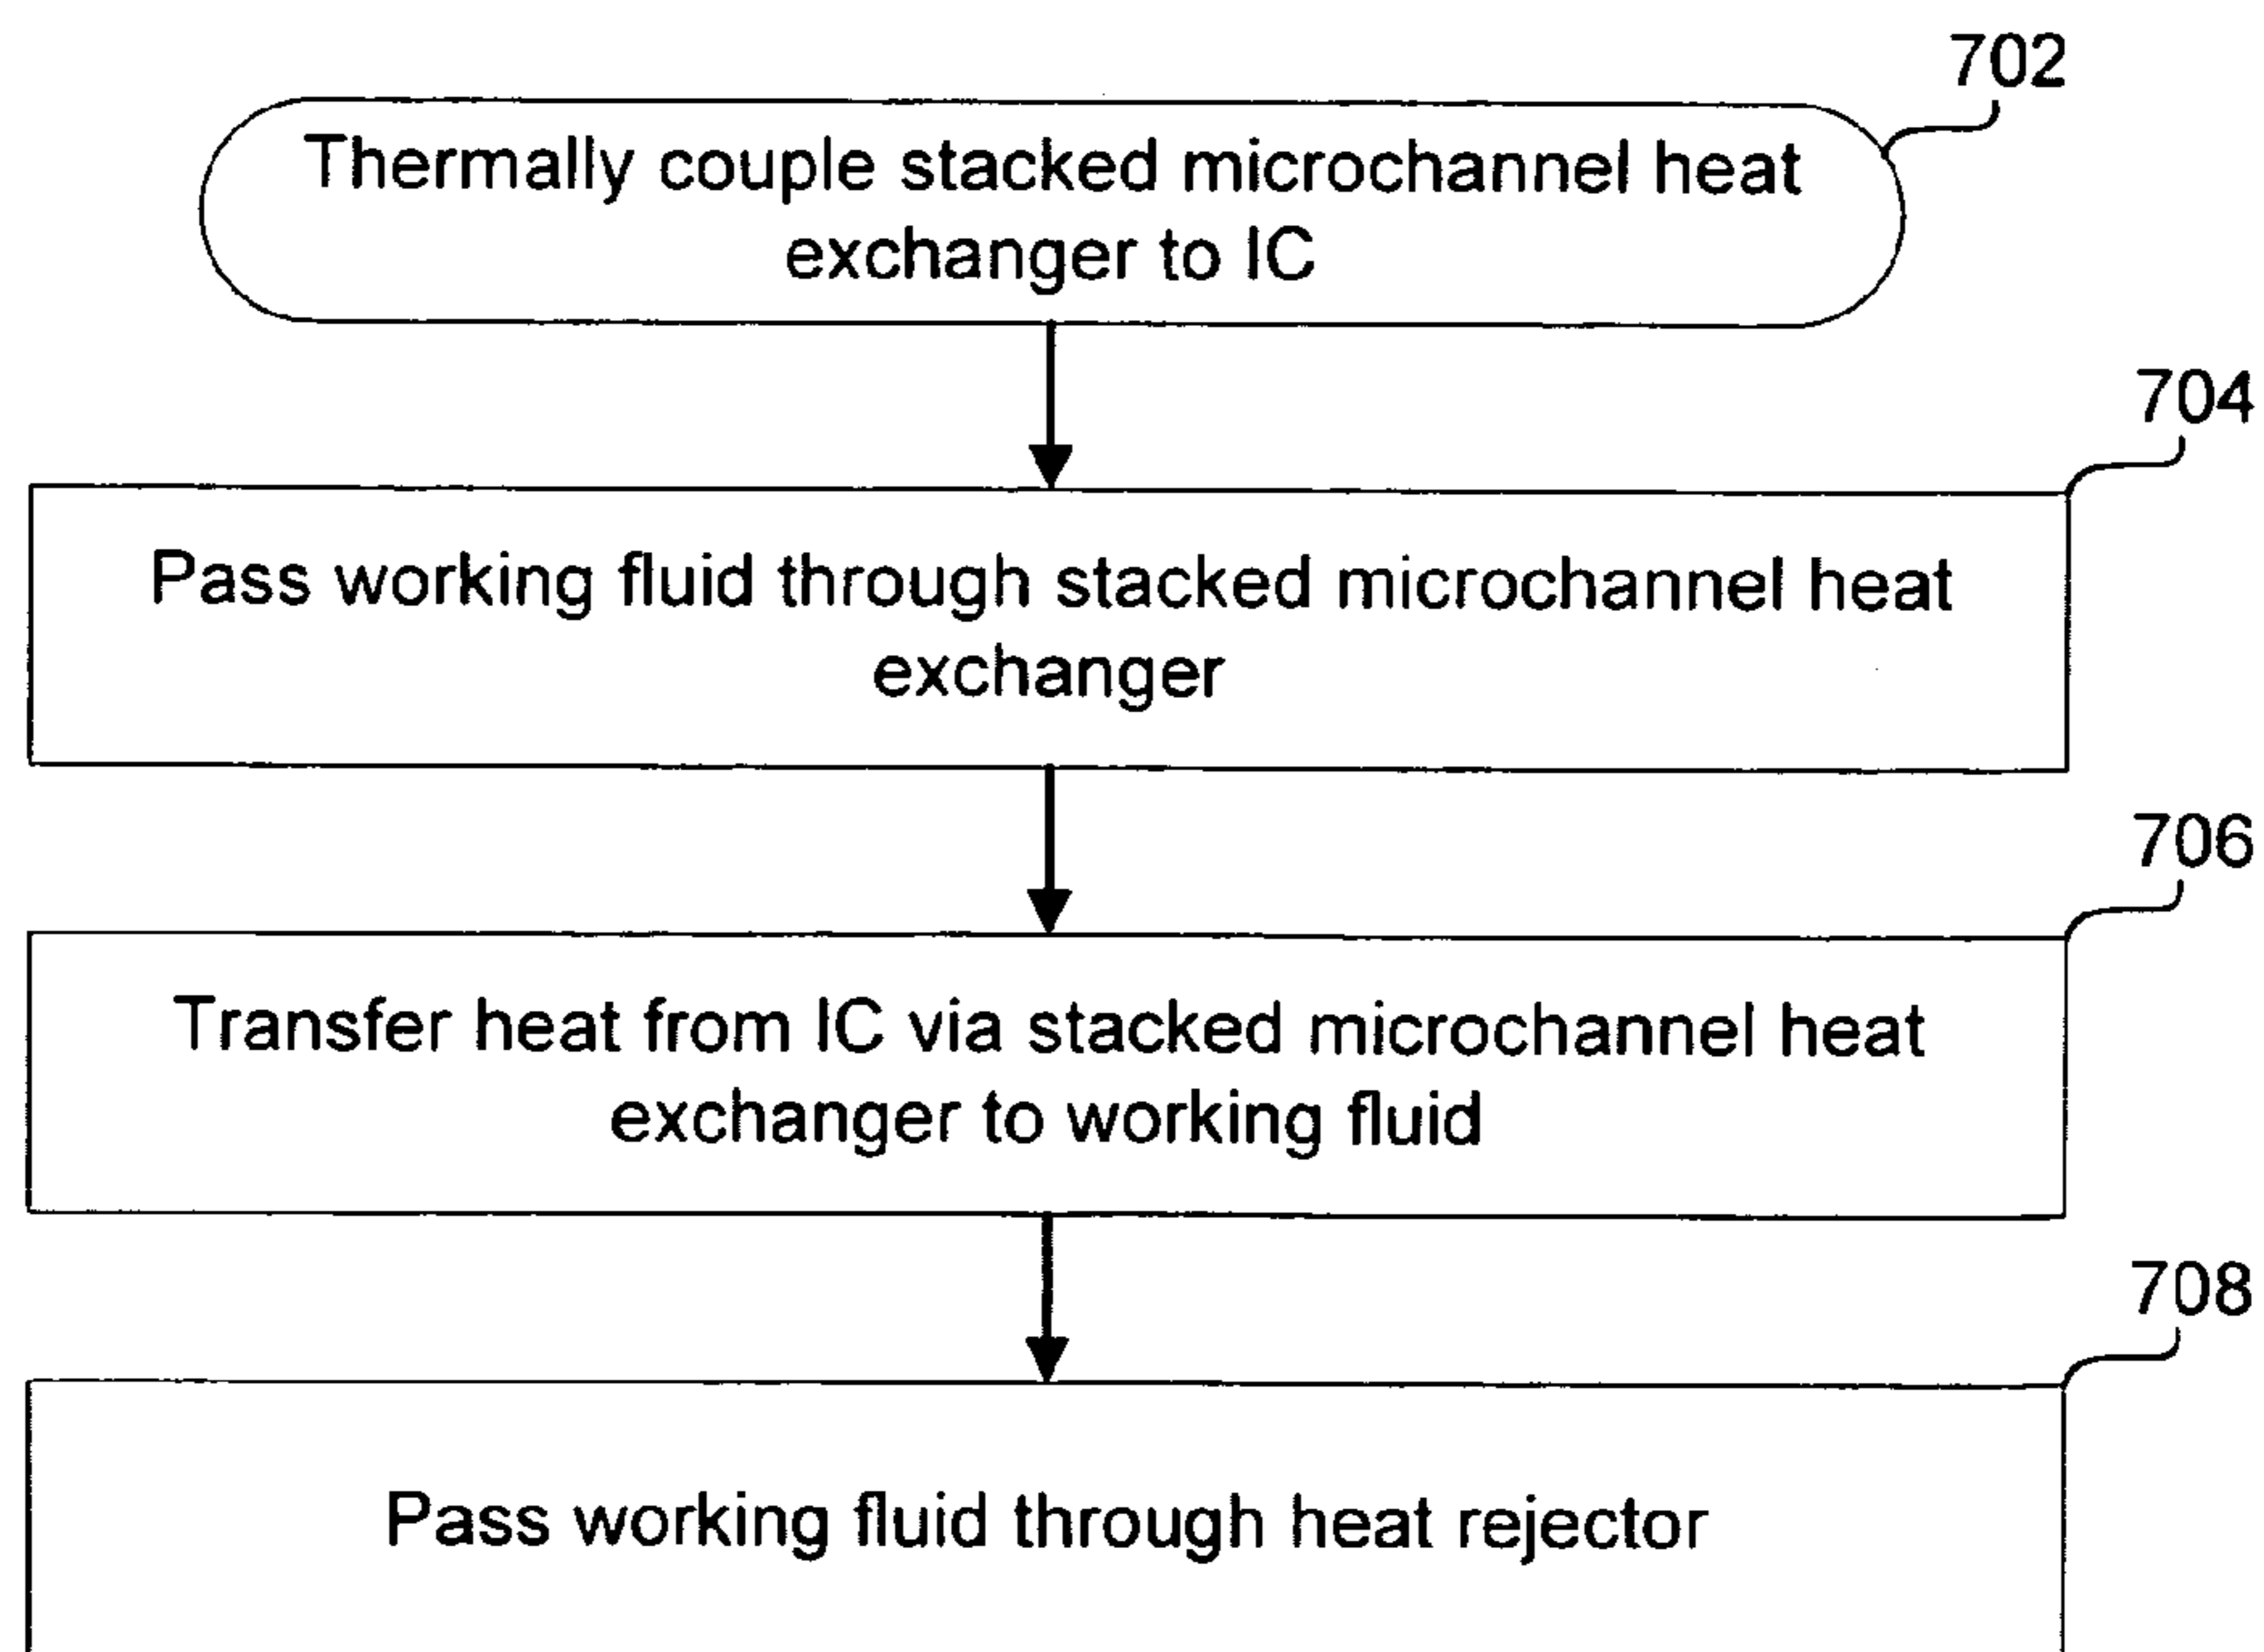 702
Thermally couple stacked microchannel heat
exchanger to IC
704
Pass working fluid through stacked microchannel heat
exchanger
706
Transfer heat from IC via stacked microchannel heat
exchanger to working fluid
708
Pass working fluid through heat rejector